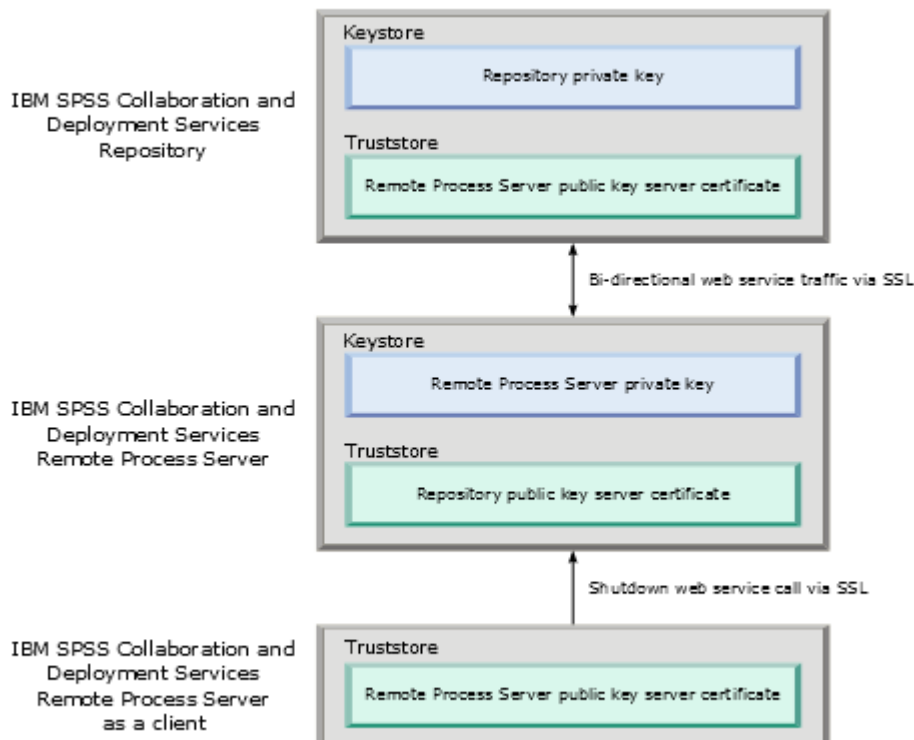 IBM SPSS Collaboration and
Deployment Services
Repository
Keystore
Repository private key
Truststore
Remote Process Server public key server certificate
Bi-directional web service traffic via SSL
IBM SPSS Collaboration and
Deployment Services
Remote Process Server
Keystore
Remote Process Server private key
Truststore
Repository public key server certificate
Shutdown web service call via SSL
IBM SPSS Collaboration and
Deployment Services
Remote Process Server
as a client
Truststore
Remote Process Server public key server certificate